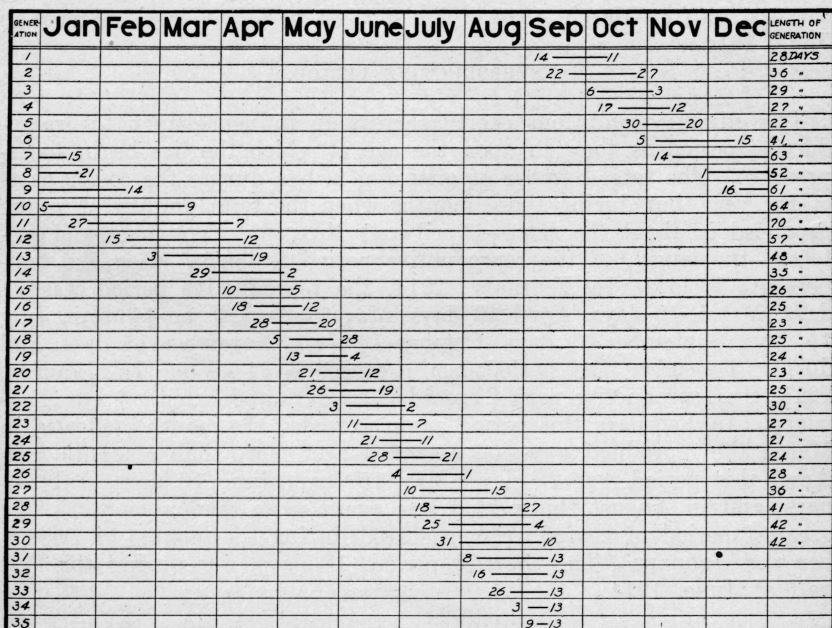 GENER-ATION Jan Feb Mar Apr May June July Aug Sep Oct Nov Dec LENGTH OF GENERATION
1 14 11 28 DAYS
2 22 27 36 "
3 6 3 29 "
4 17 12 27 "
5 30 20 22 "
6 5 15 41 "
7 15 14 63 "
8 21 1 52 "
9 14 16 61 "
10 5 9 64 "
11 27 7 70 "
12 15 12 57 "
13 3 19 48 "
14 29 2 35 "
15 10 5 26 "
16 18 12 25 "
17 28 20 23 "
18 5 28 25 "
19 13 4 24 "
20 21 12 23 "
21 26 19 25 "
22 3 2 30 "
23 11 7 27 "
24 21 11 21 "
25 28 21 24 "
26 4 1 28 "
27 10 15 36 "
28 18 27 41 "
29 25 4 42 "
30 31 10 42 "
31 8 13
32 16 13
33 26 13
34 3 13
35 9 13